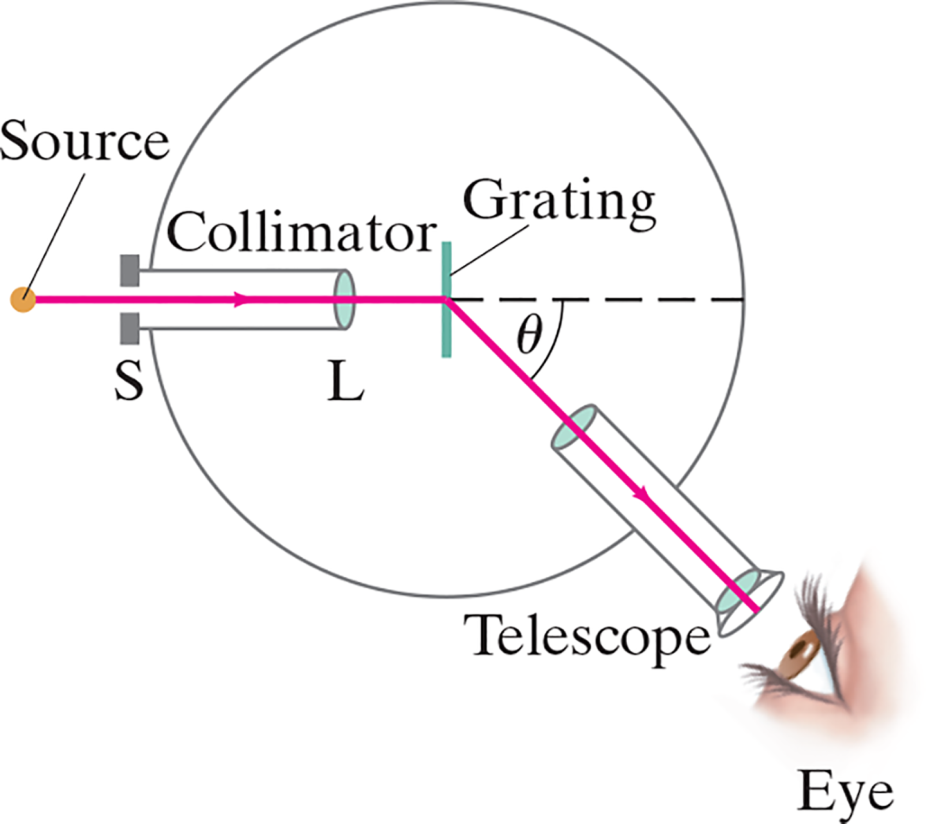 Source
Grating
Collimator
θ
S
L
Telescope
Eye